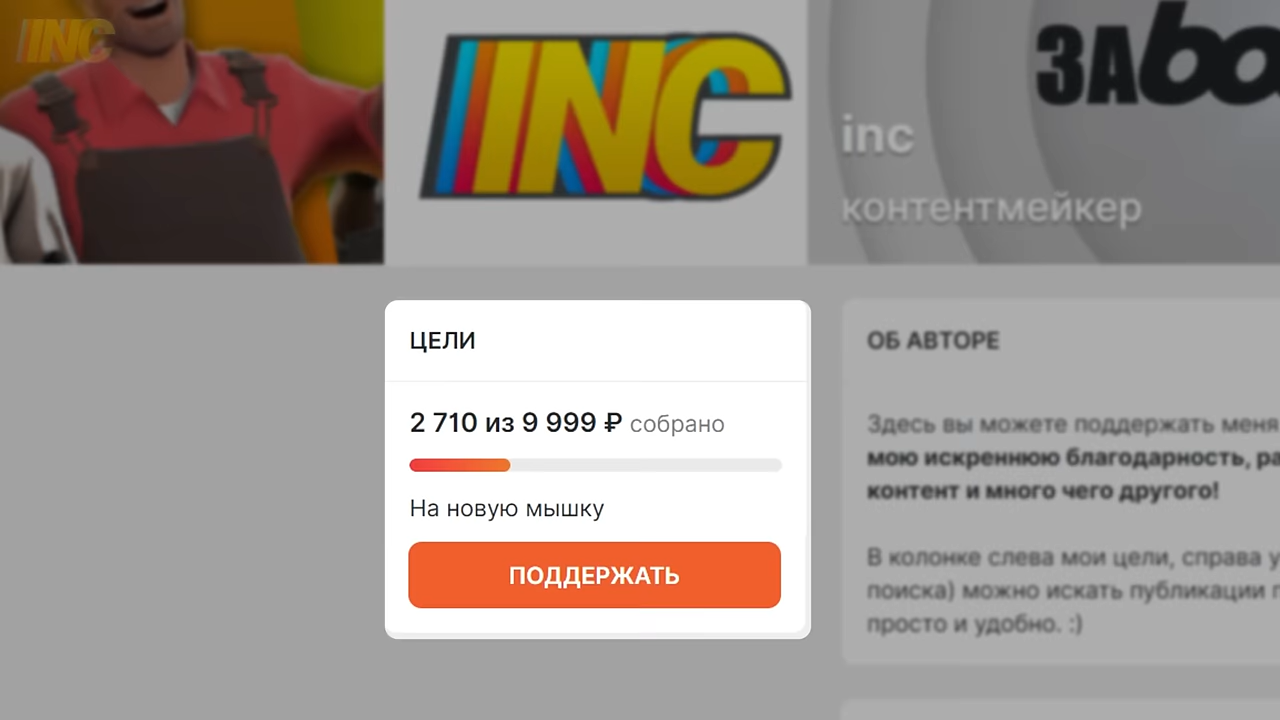 INC
INC
ЗА
inc
контентмейкер
ЦЕЛИ
2 710 из 9 999 ₽ собрано
На новую мышку
ПОДДЕРЖАТЬ
ОБ АВТОРЕ
Здесь вы можете поддержать меня
мою искреннюю благодарность,
контент и много чего другого!
В колонке слева мои цели, справа
поиска) можно искать публикации
просто и удобно. :)